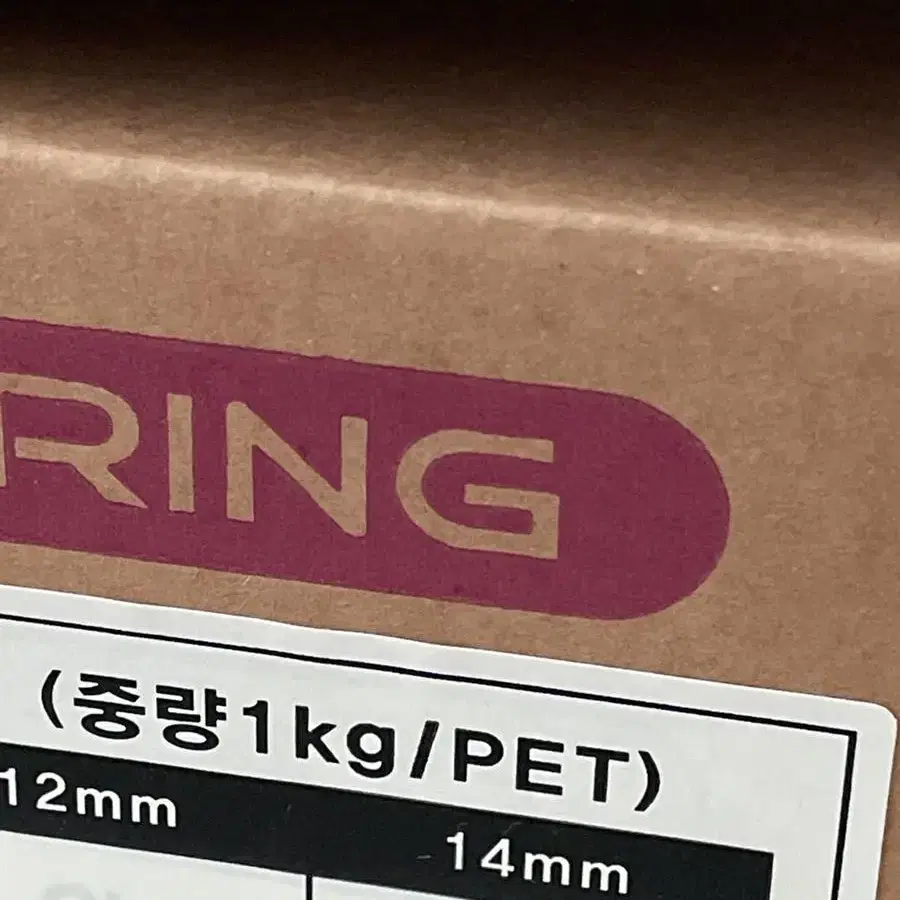 RING
(중량1kg/PET)
12mm 14mm